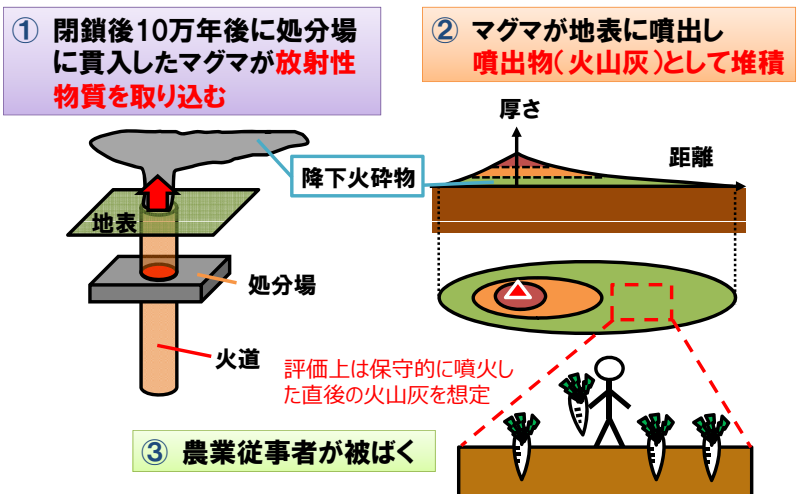 ① 閉鎖後10万年後に処分場
に貫入したマグマが放射性
物質を取り込む
② マグマが地表に噴出し
噴出物(火山灰)として堆積
厚さ
距離
降下火砕物
地表
処分場
火道
評価上は保守的に噴火し
た直後の火山灰を想定
③ 農業従事者が被ばく